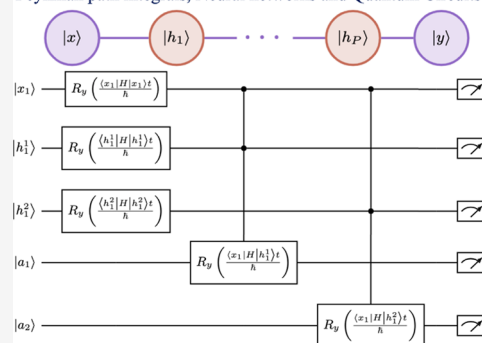 |x⟩ |h₁⟩ · · · |h_P⟩ |y⟩
|x₁⟩ R_y (⟨x₁|H|x₁⟩t / ħ)
|h₁¹⟩ R_y (⟨h₁¹|H|h₁¹⟩t / ħ)
|h₁²⟩ R_y (⟨h₁²|H|h₁²⟩t / ħ)
|a₁⟩ R_y (⟨x₁|H|h₁¹⟩t / ħ)
|a₂⟩ R_y (⟨x₁|H|h₁²⟩t / ħ)